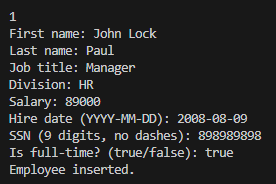 1
First name: John Lock
Last name: Paul
Job title: Manager
Division: HR
Salary: 89000
Hire date (YYYY-MM-DD): 2008-08-09
SSN (9 digits, no dashes): 898989898
Is full-time? (true/false): true
Employee inserted.